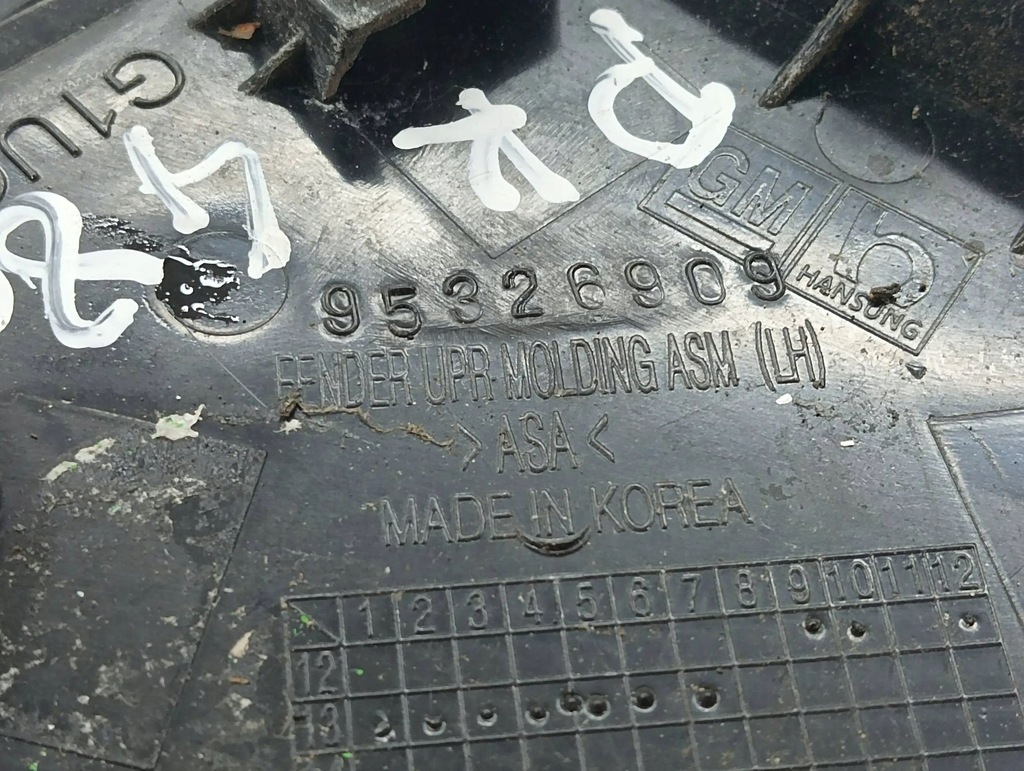 G1U
GM
HANSUNG
95326909
FENDER UPR MOLDING ASM (LH)
>ASA<
MADE IN KOREA
1 2 3 4 5 6 7 8 9 10 11 12
12
13